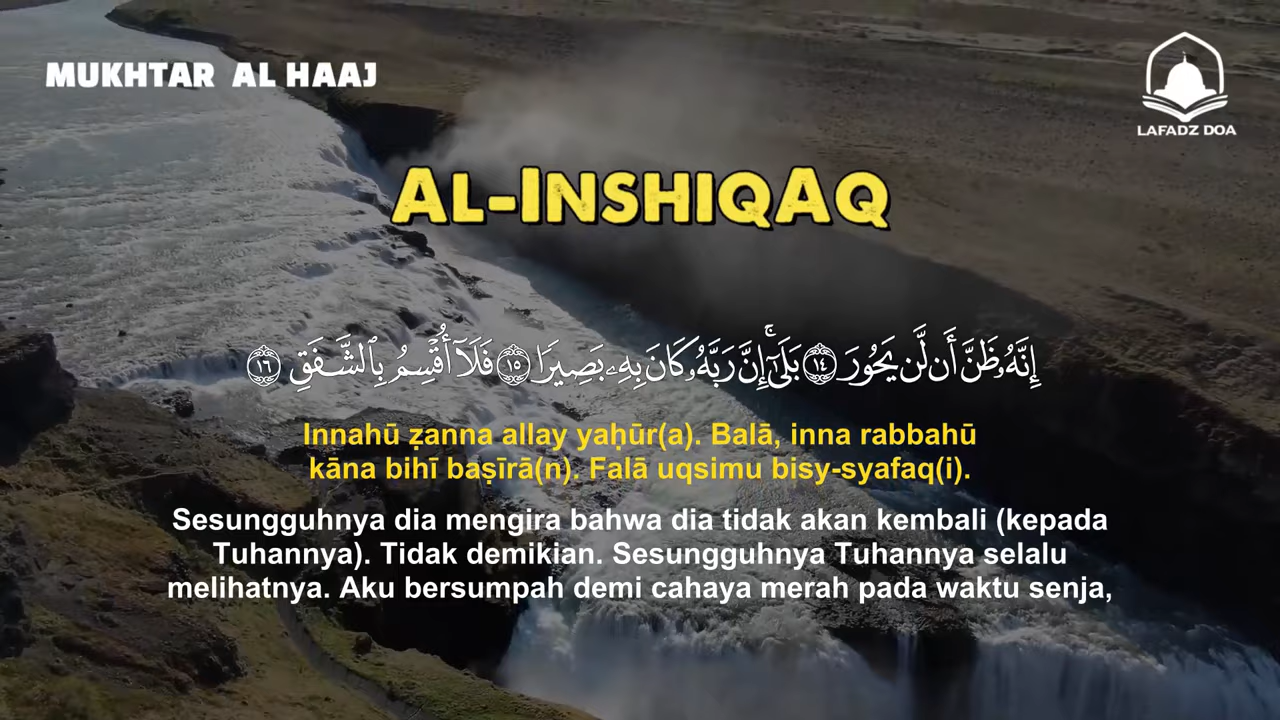 MUKHTAR AL HAAJ
LAFADZ DOA
AL-INSHIQAQ
إِنَّهُۥ ظَنَّ أَن لَّن يَحُورَ ١٤ بَلَىٰٓۚ إِنَّ رَبَّهُۥ كَانَ بِهِۦ بَصِيرٗا ١٥ فَلَآ أُقۡسِمُ بِٱلشَّفَقِ ١٦
Innahū ẓanna allay yaḥūr(a). Balā, inna rabbahū
kāna bihī baṣīrā(n). Falā uqsimu bisy-syafaq(i).
Sesungguhnya dia mengira bahwa dia tidak akan kembali (kepada
Tuhannya). Tidak demikian. Sesungguhnya Tuhannya selalu
melihatnya. Aku bersumpah demi cahaya merah pada waktu senja,